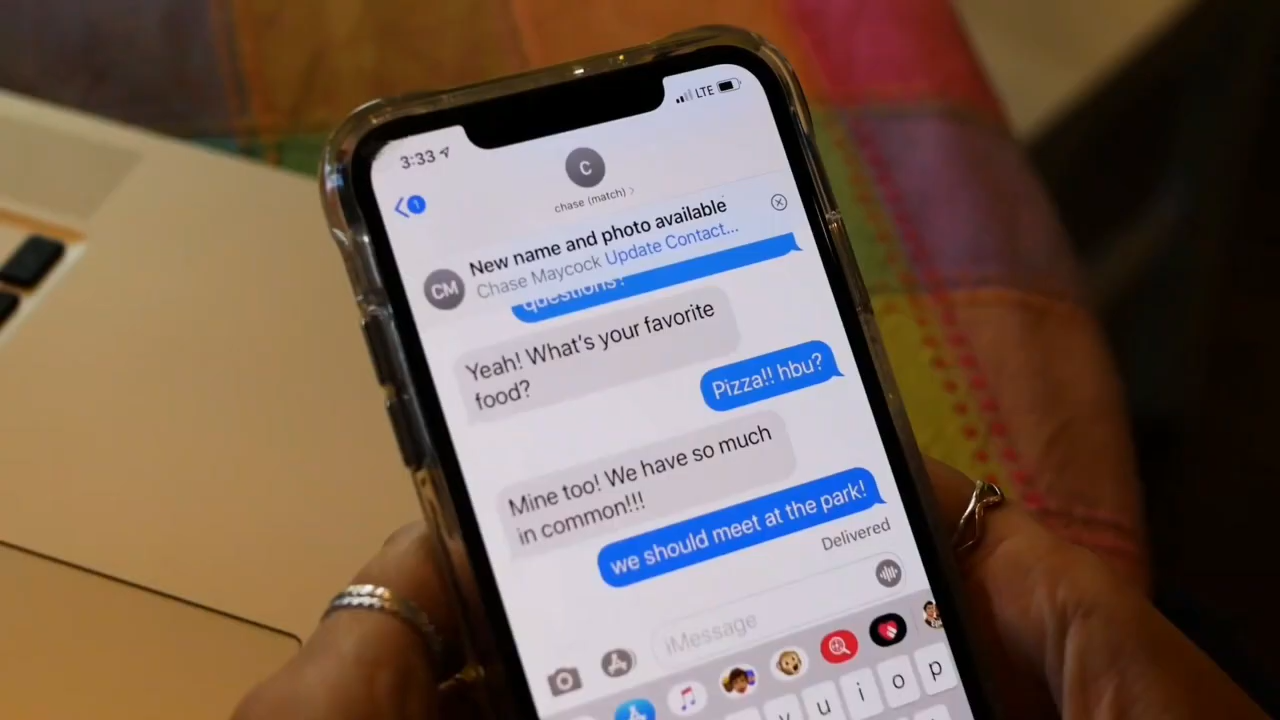 3:33
LTE
1
C
chase (match)
New name and photo available
CM
Chase Maycock Update Contact...
questions?
Yeah! What's your favorite
food?
Pizza!! hbu?
Mine too! We have so much
in common!!!
we should meet at the park!
Delivered
iMessage
y u i o p